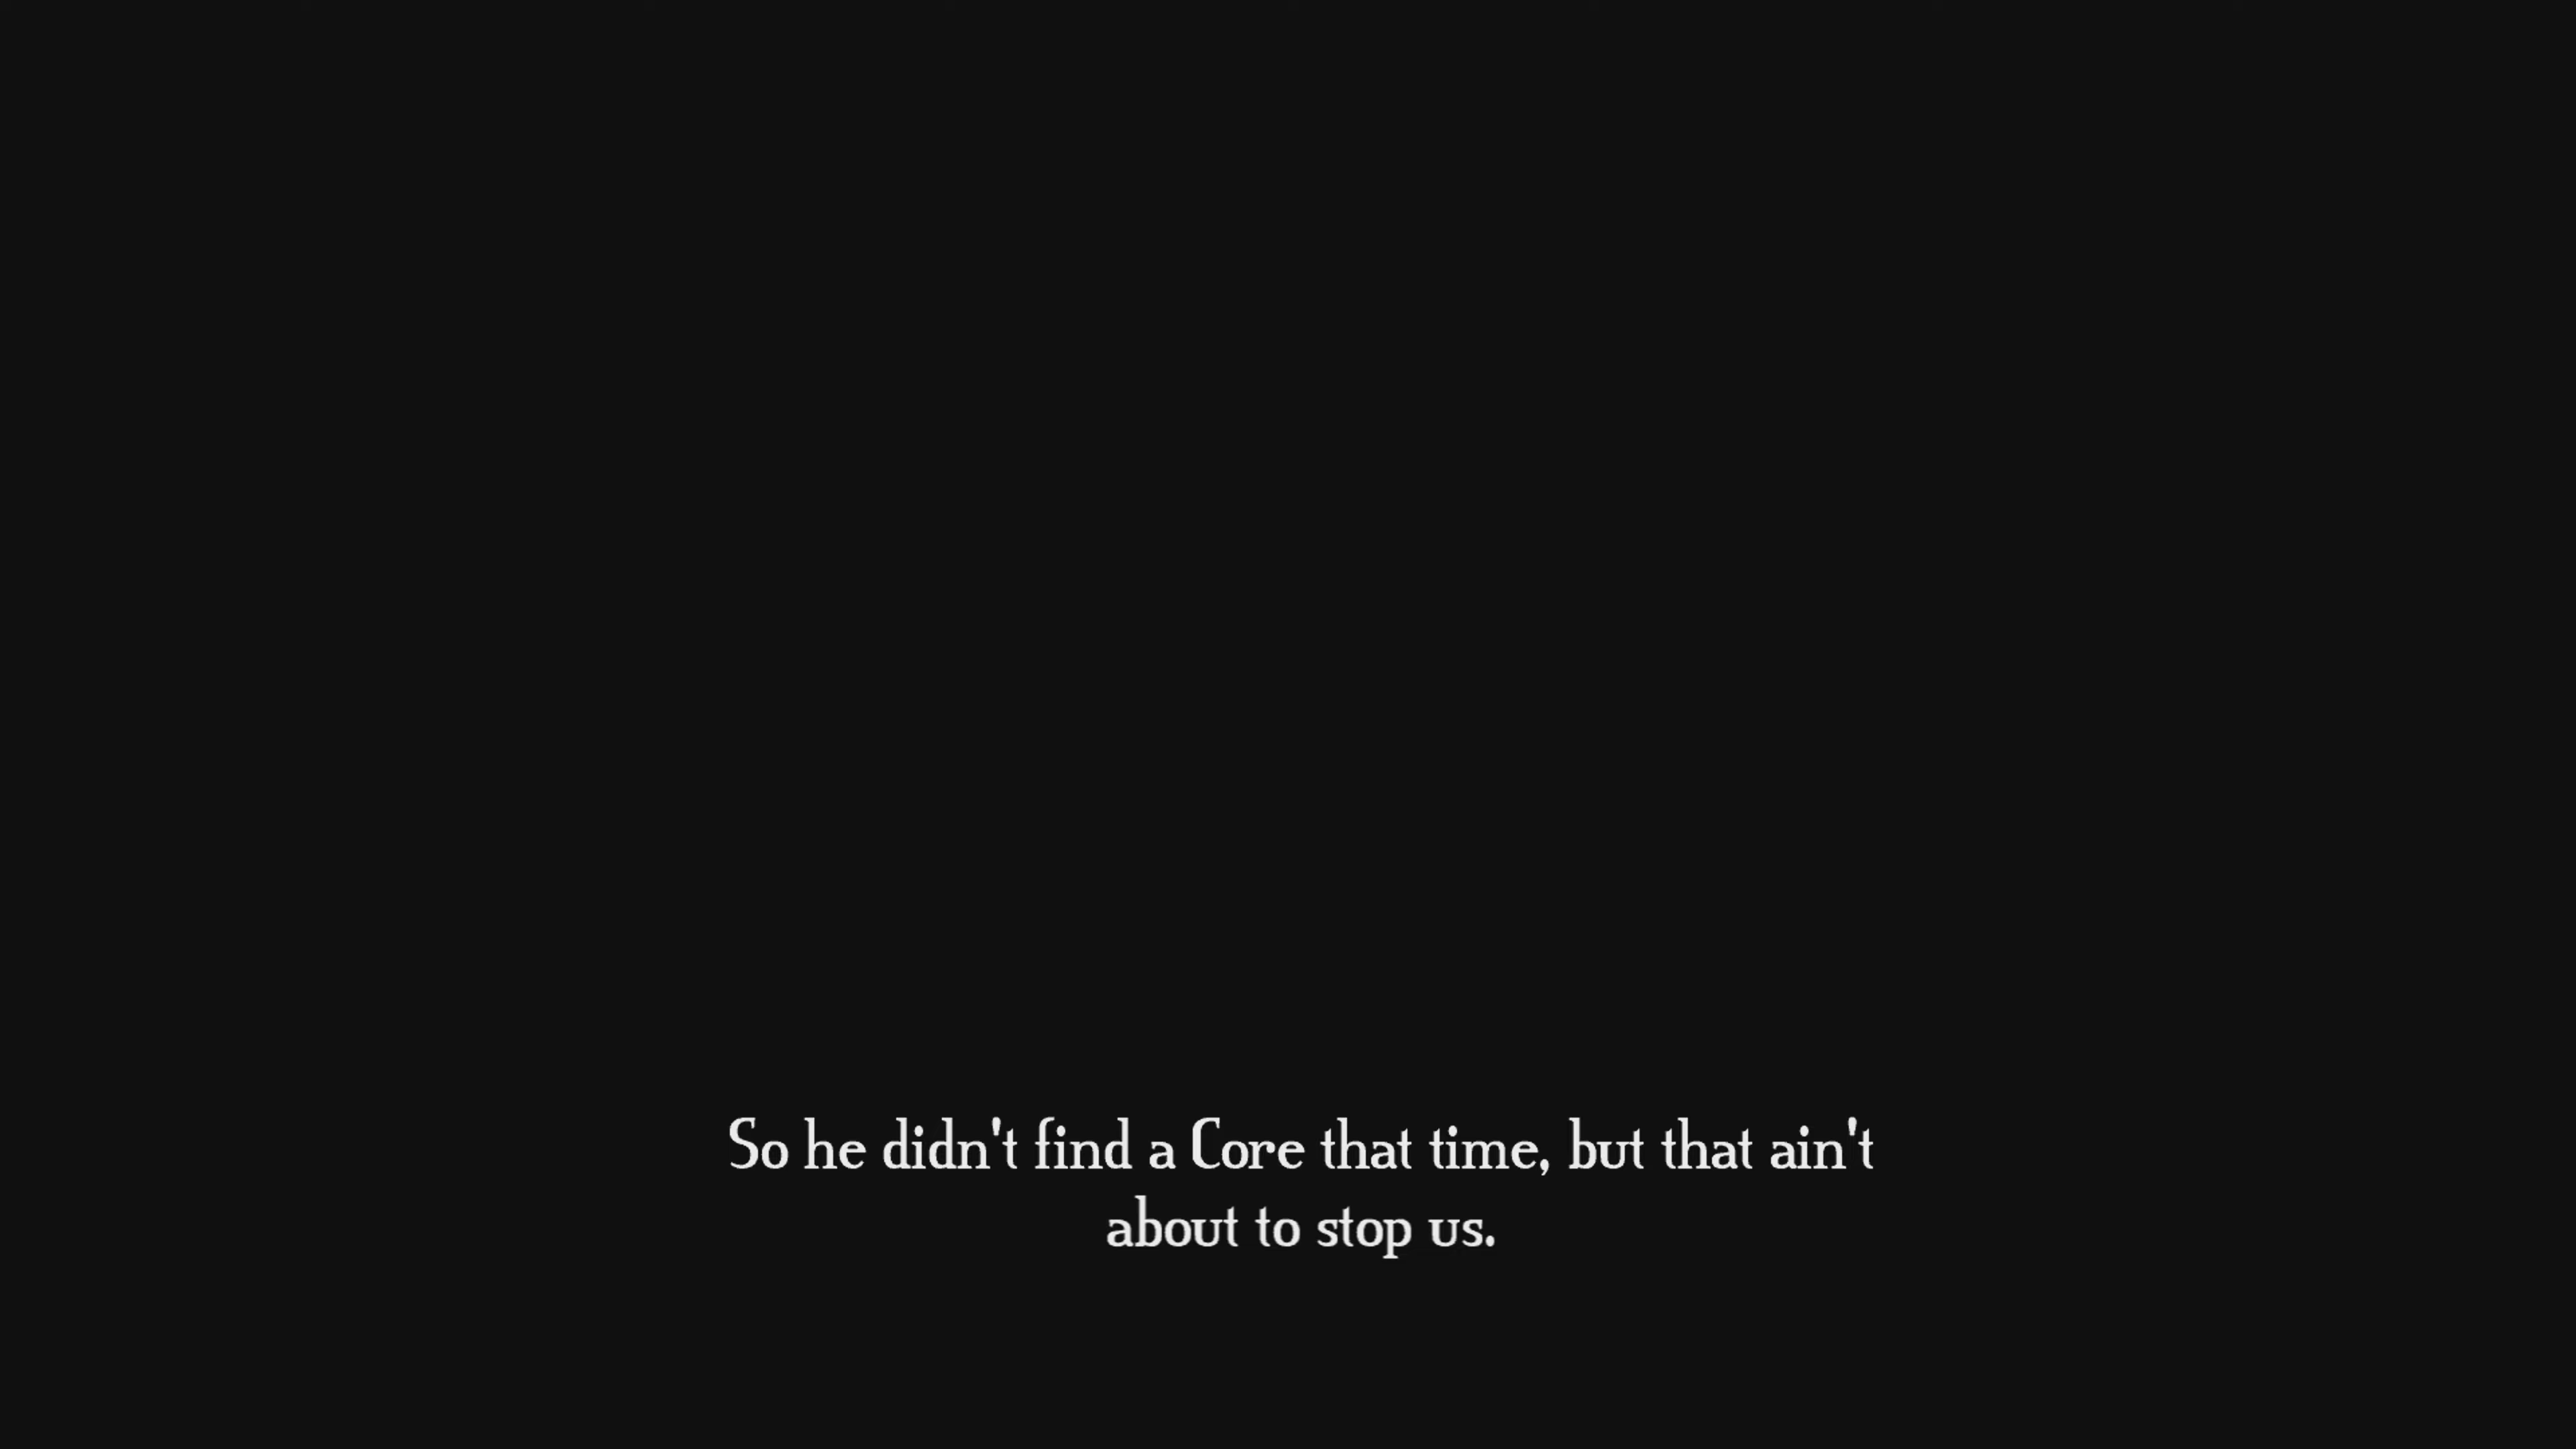 So he didn't find a Core that time, but that ain't
about to stop us.